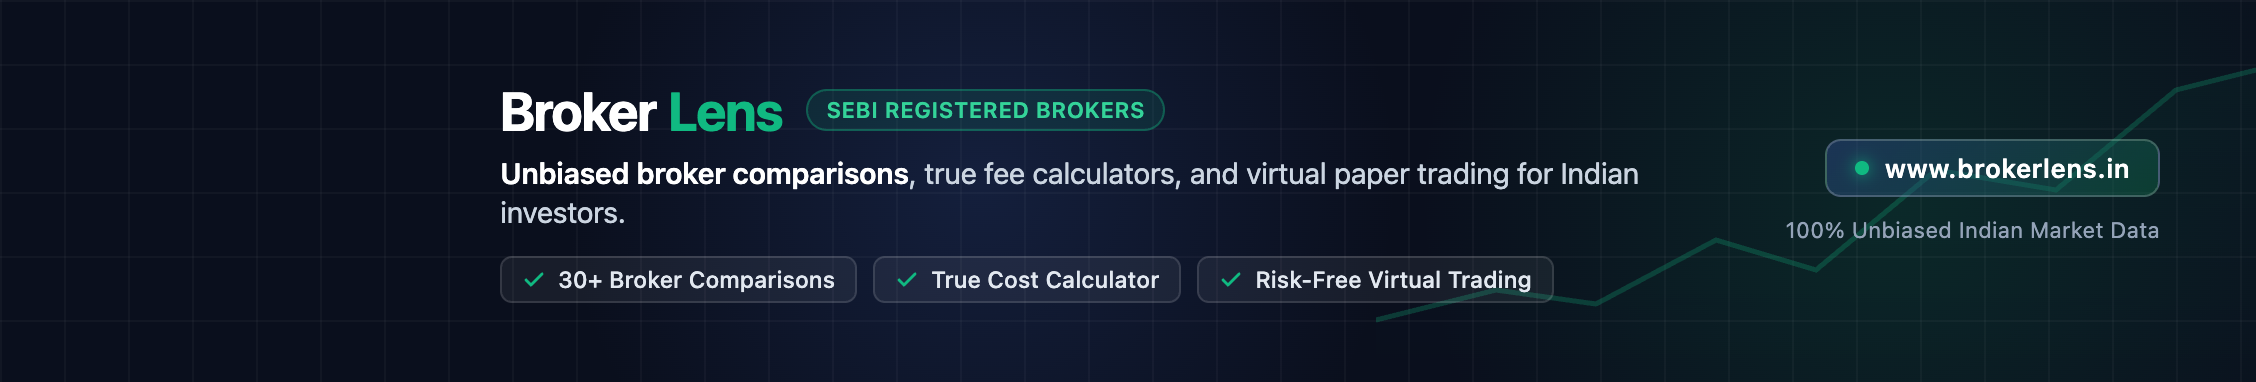 Broker Lens
SEBI REGISTERED BROKERS
Unbiased broker comparisons, true fee calculators, and virtual paper trading for Indian
investors.
30+ Broker Comparisons
True Cost Calculator
Risk-Free Virtual Trading
www.brokerlens.in
100% Unbiased Indian Market Data